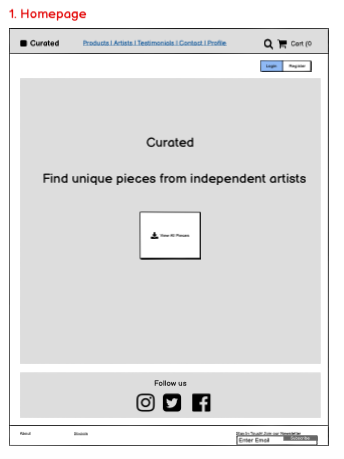 1. Homepage
Curated
Products | Artists | Testimonials | Contact | Profile
Cart (0
Login
Register
Curated
Find unique pieces from independent artists
View All Pieces
Follow us
About
Stay In Touch! Join our Newsletter
Enter Email
Subscribe